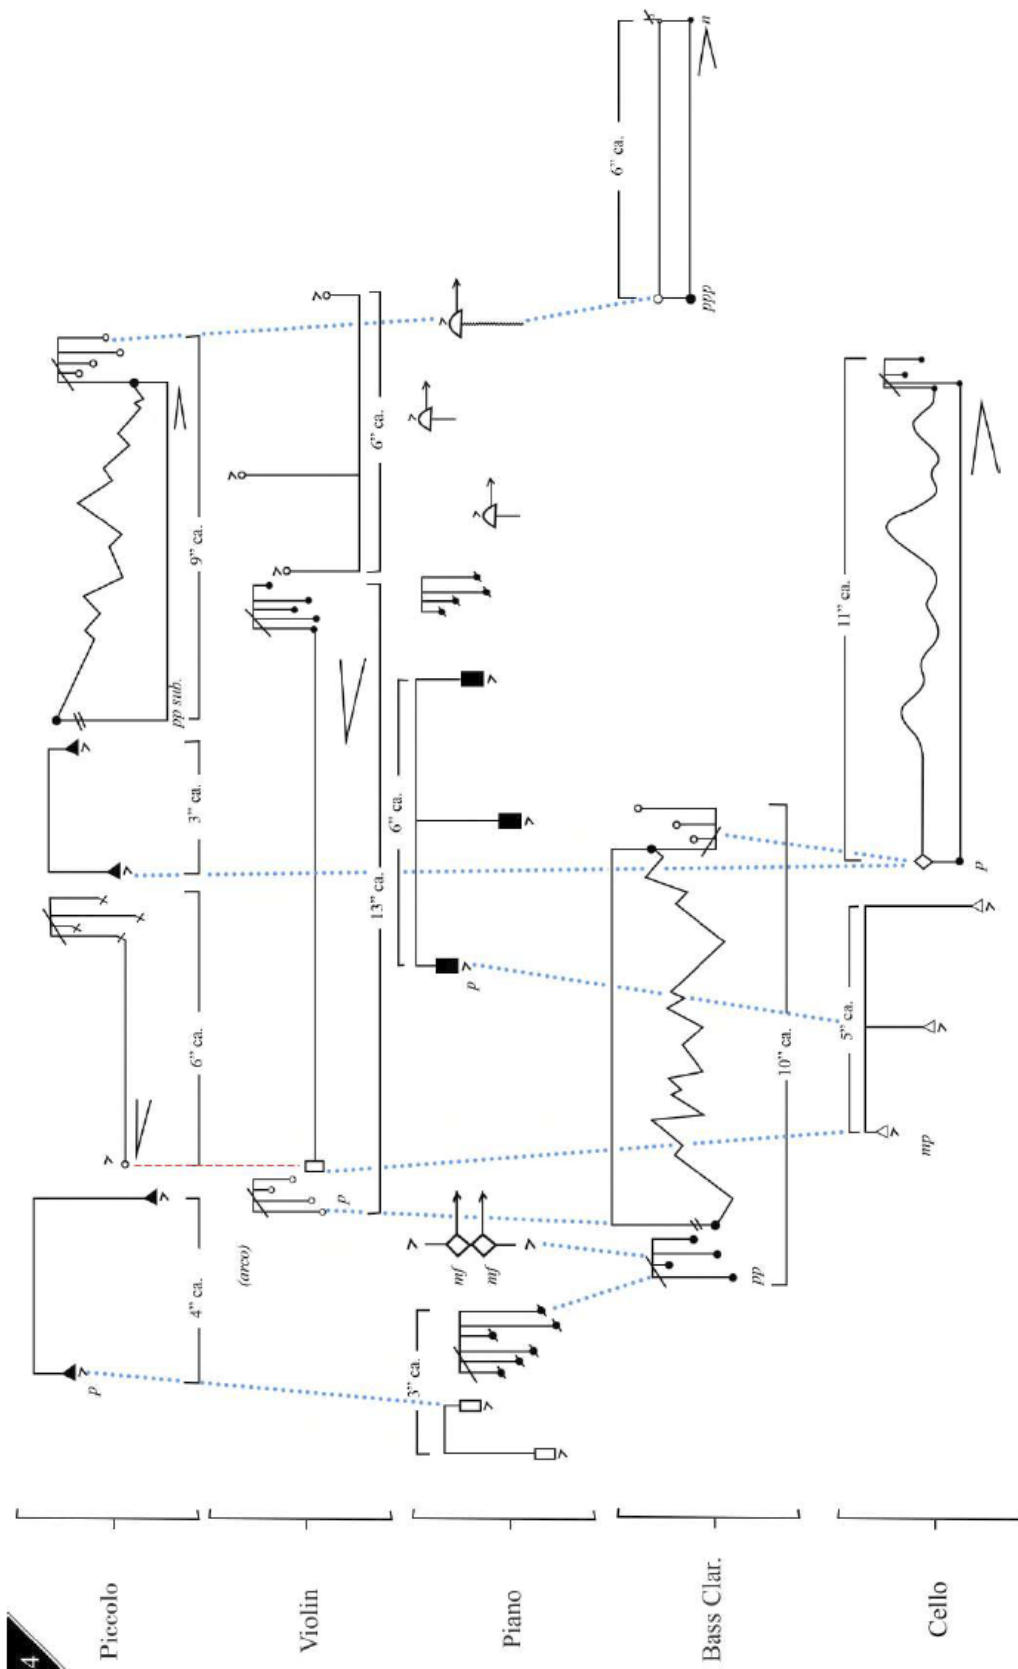 4
Piccolo
p
4” ca.
6” ca.
3” ca.
pp sub.
9” ca.
Violin
(arco)
p
13” ca.
6” ca.
Piano
3” ca.
mf
mf
p
6” ca.
Bass Clar.
pp
10” ca.
ppp
6” ca.
n
Cello
mp
5” ca.
p
11” ca.